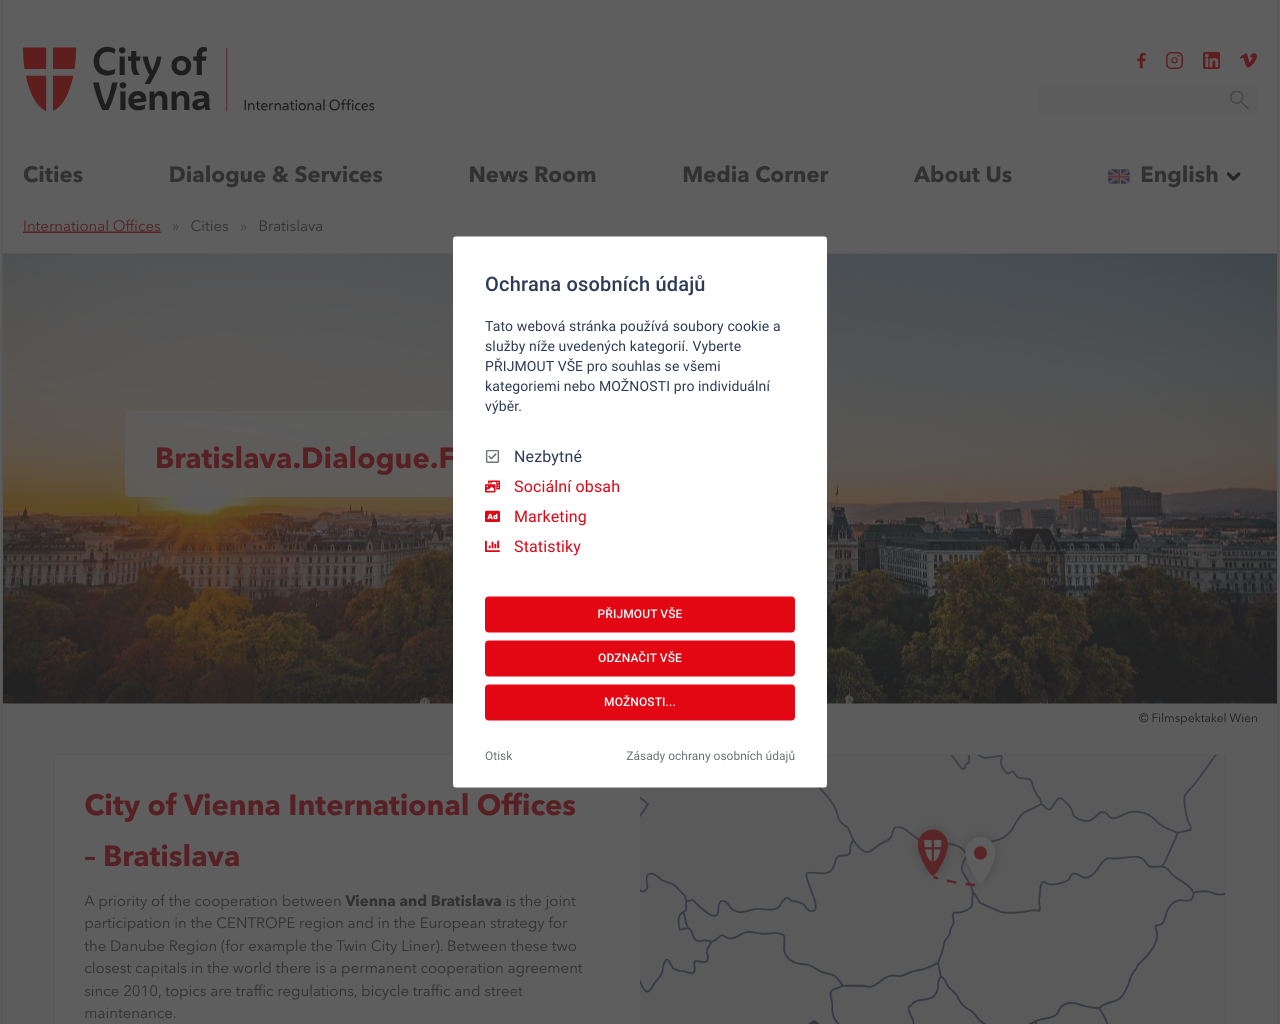 City of
Vienna
International Offices
Cities
Dialogue & Services
News Room
Media Corner
About Us
English
International Offices » Cities » Bratislava
Bratislava.Dialogue.
Ochrana osobních údajů
Tato webová stránka používá soubory cookie a
služby níže uvedených kategorií. Vyberte
PŘIJMOUT VŠE pro souhlas se všemi
kategoriemi nebo MOŽNOSTI pro individuální
výběr.
Nezbytné
Sociální obsah
Ad
Marketing
Statistiky
PŘIJMOUT VŠE
ODZNAČIT VŠE
MOŽNOSTI...
Otisk
Zásady ochrany osobních údajů
© Filmspektakel Wien
City of Vienna International Offices
– Bratislava
A priority of the cooperation between Vienna and Bratislava is the joint
participation in the CENTROPE region and in the European strategy for
the Danube Region (for example the Twin City Liner). Between these two
closest capitals in the world there is a permanent cooperation agreement
since 2010, topics are traffic regulations, bicycle traffic and street
maintenance.